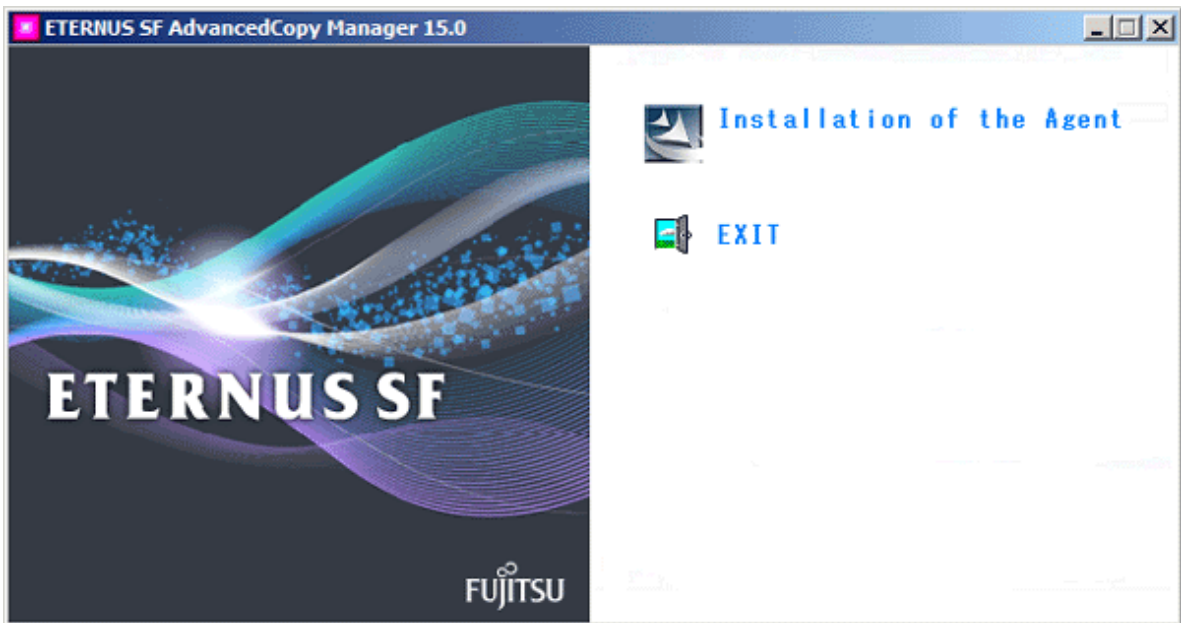 ETERNUS SF AdvancedCopy Manager 15.0
Installation of the Agent
EXIT
ETERNUS SF
FUJITSU